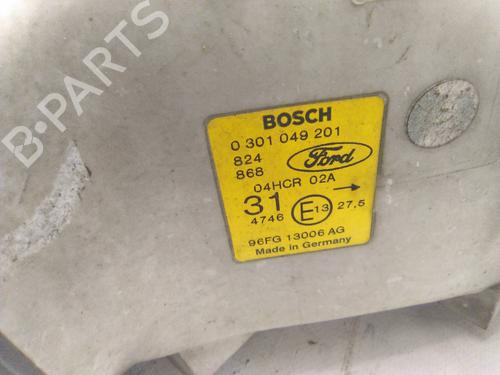 B-PARTS
BOSCH
0 301 049 201
824
868
Ford
04HCR 02A
31
4746
E 13
27,5
96FG 13006 AG
Made in Germany